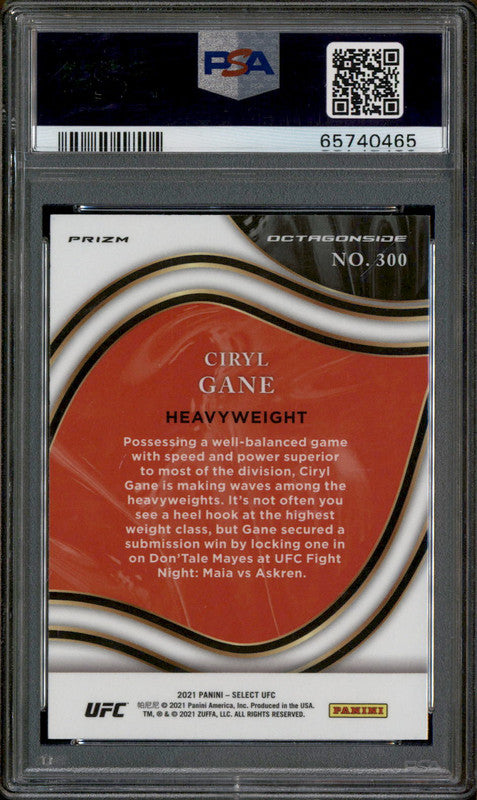 PSA
65740465
PRIZM
OCTAGONSIDE
NO. 300
CIRYL
GANE
HEAVYWEIGHT
Possessing a well-balanced game
with speed and power superior
to most of the division, Ciryl
Gane is making waves among the
heavyweights. It's not often you
see a heel hook at the highest
weight class, but Gane secured a
submission win by locking one in
on Don'Tale Mayes at UFC Fight
Night: Maia vs Askren.
2021 PANINI – SELECT UFC
帕尼尼 © 2021 Panini America, Inc. Produced in the USA.
TM, ® & © 2021 ZUFFA, LLC. ALL RIGHTS RESERVED.
UFC
PANINI
PSA